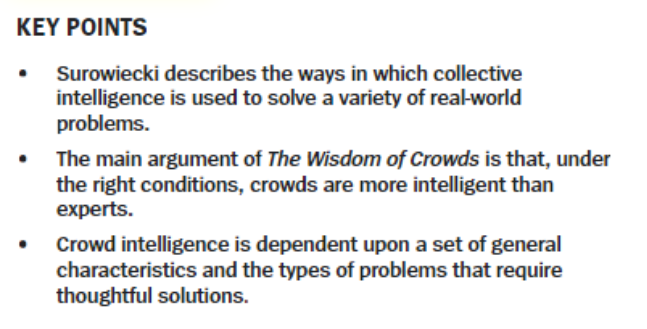 KEY POINTS
• Surowiecki describes the ways in which collective
intelligence is used to solve a variety of real-world
problems.
• The main argument of The Wisdom of Crowds is that, under
the right conditions, crowds are more intelligent than
experts.
• Crowd intelligence is dependent upon a set of general
characteristics and the types of problems that require
thoughtful solutions.